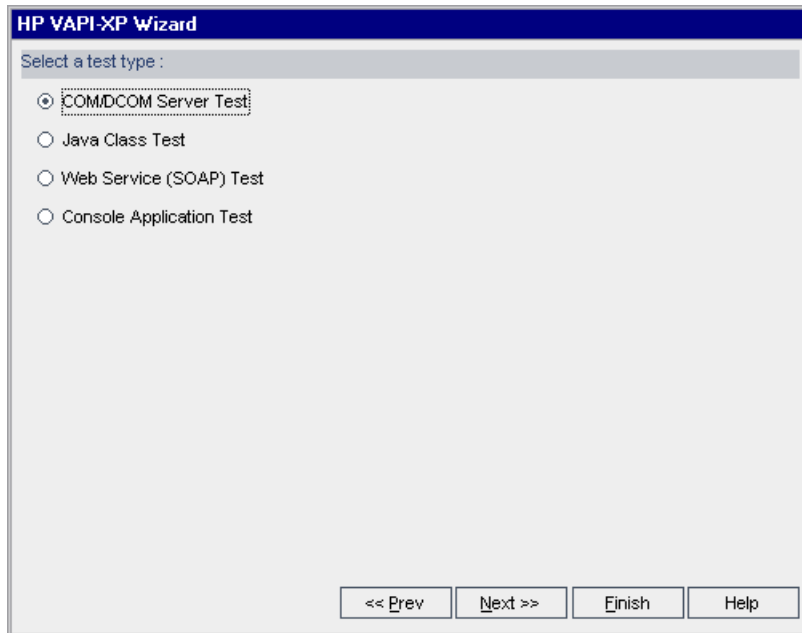 HP VAPI-XP Wizard
Select a test type :
COM/DCOM Server Test
Java Class Test
Web Service (SOAP) Test
Console Application Test
<< Prev Next >> Finish Help